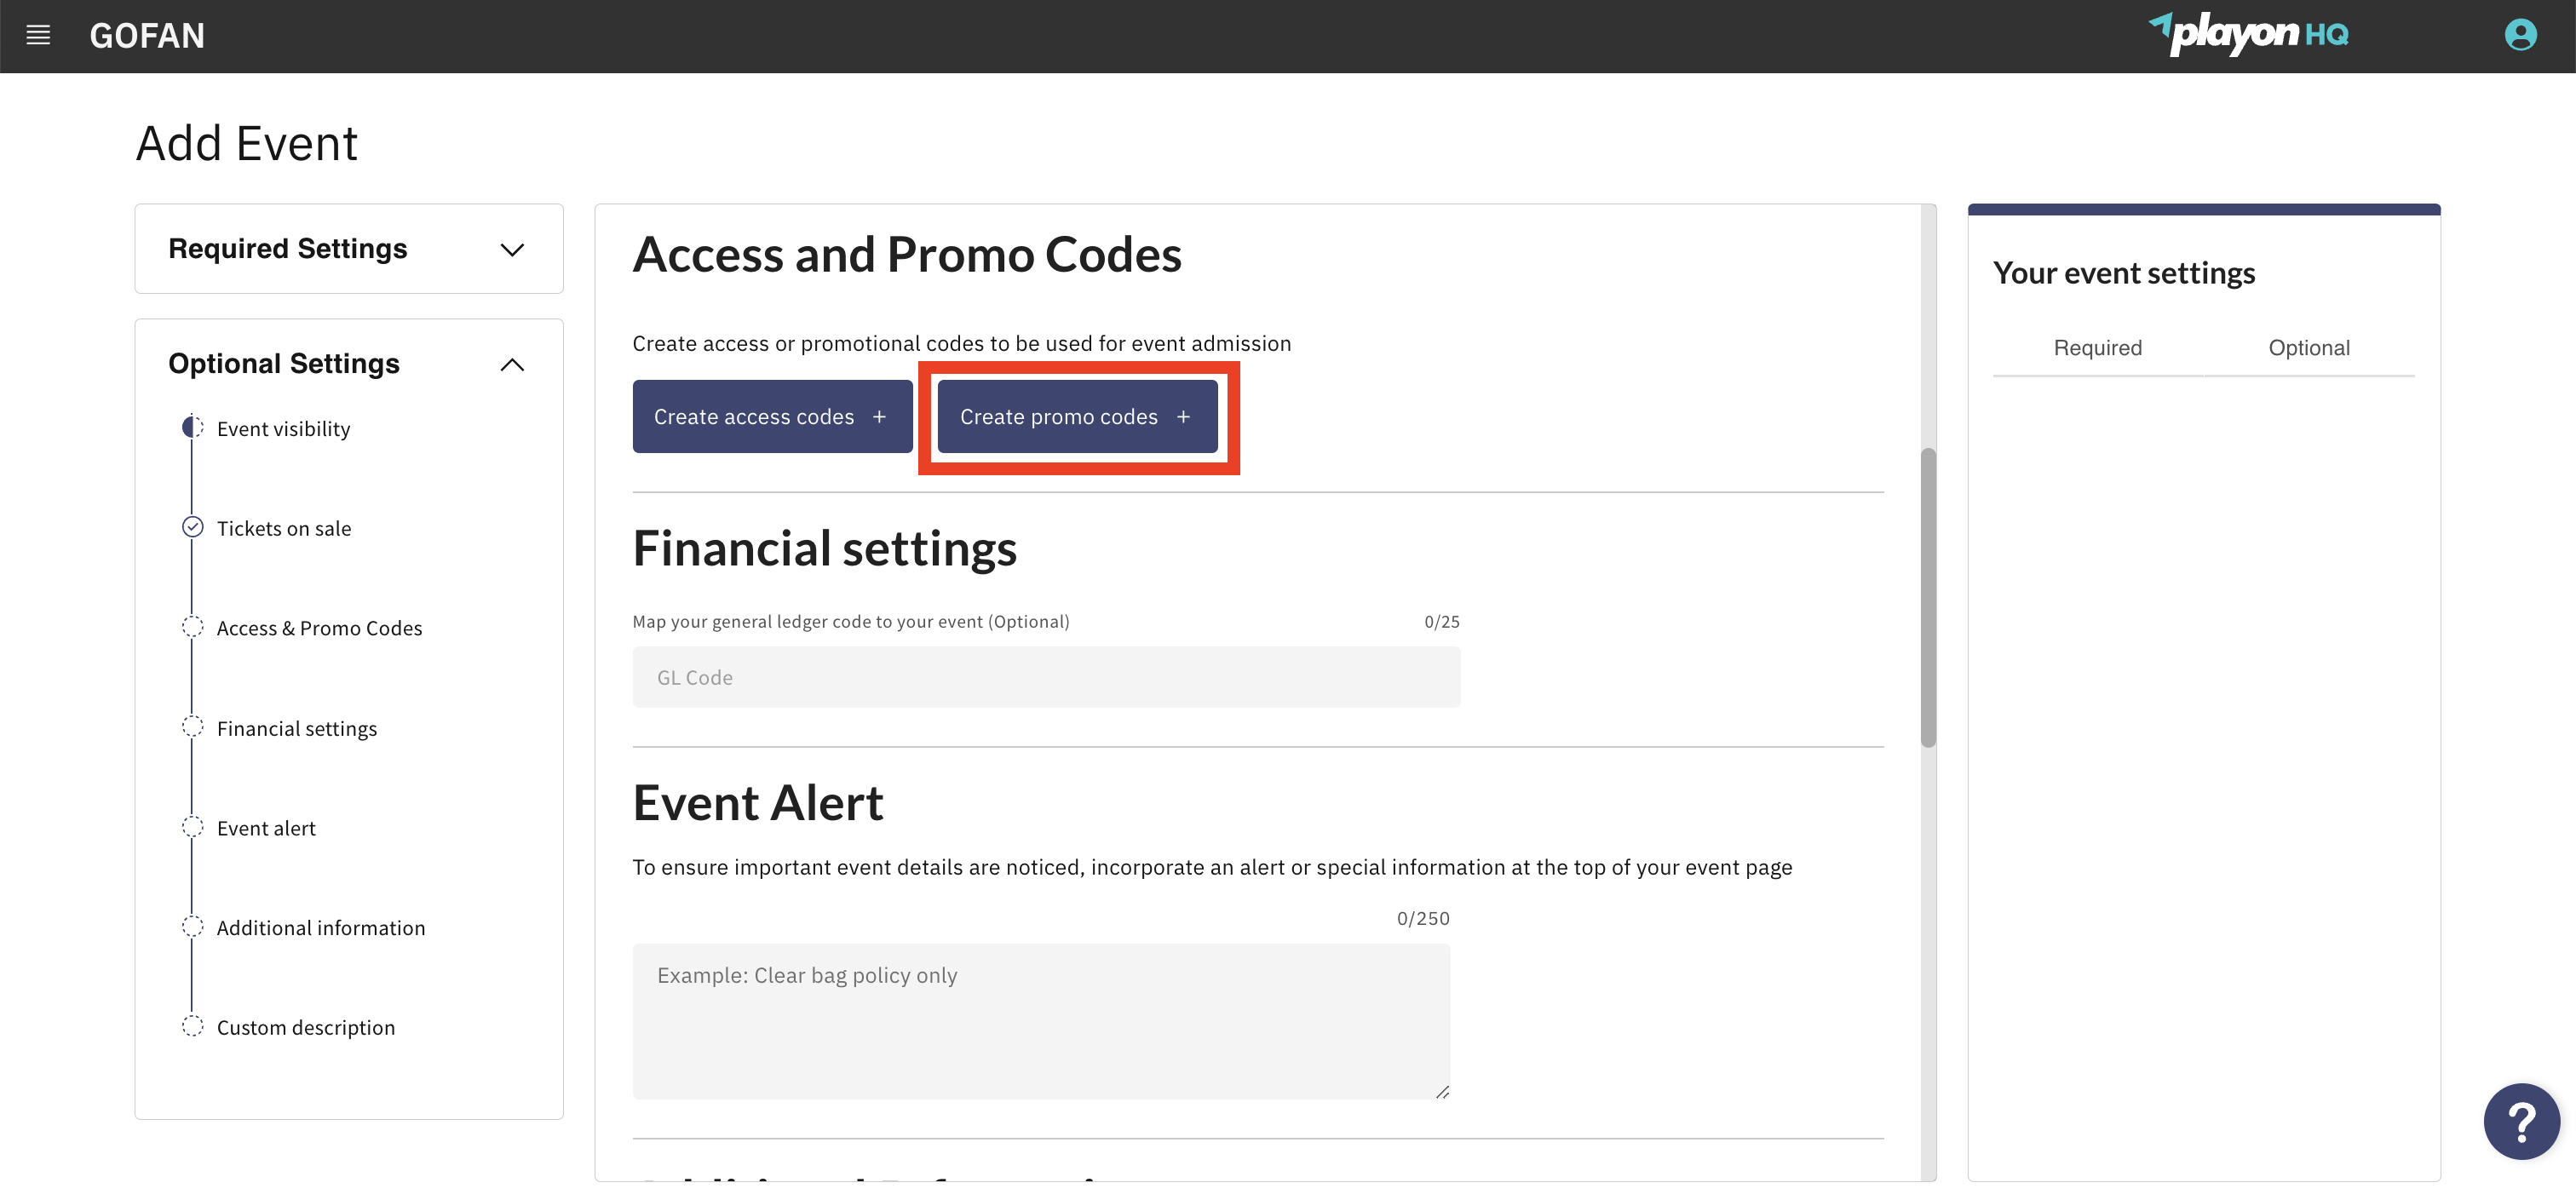 GOFAN
playon HQ
Add Event
Required Settings
Optional Settings
Event visibility
Tickets on sale
Access & Promo Codes
Financial settings
Event alert
Additional information
Custom description
Access and Promo Codes
Create access or promotional codes to be used for event admission
Create access codes +
Create promo codes +
Financial settings
Map your general ledger code to your event (Optional) 0/25
GL Code
Event Alert
To ensure important event details are noticed, incorporate an alert or special information at the top of your event page
0/250
Example: Clear bag policy only
Your event settings
Required Optional
?